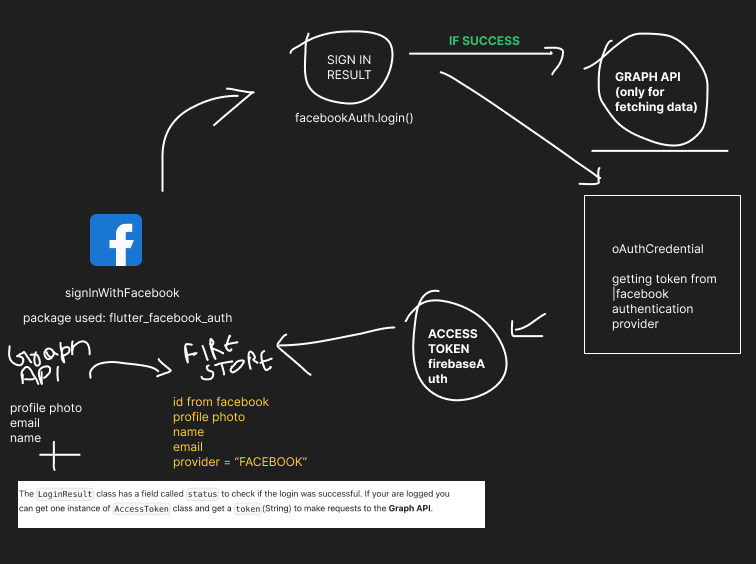 IF SUCCESS
SIGN IN
RESULT
facebookAuth.login()
GRAPH API
(only for
fetching data)
oAuthCredential
getting token from
|facebook
authentication
provider
signInWithFacebook
package used: flutter_facebook_auth
ACCESS
TOKEN
firebaseA
uth
Graph
API
profile photo
email
name
FIRE
STORE
id from facebook
profile photo
name
email
provider = “FACEBOOK”
The LoginResult class has a field called status to check if the login was successful. If your are logged you
can get one instance of AccessToken class and get a token(String) to make requests to the Graph API.